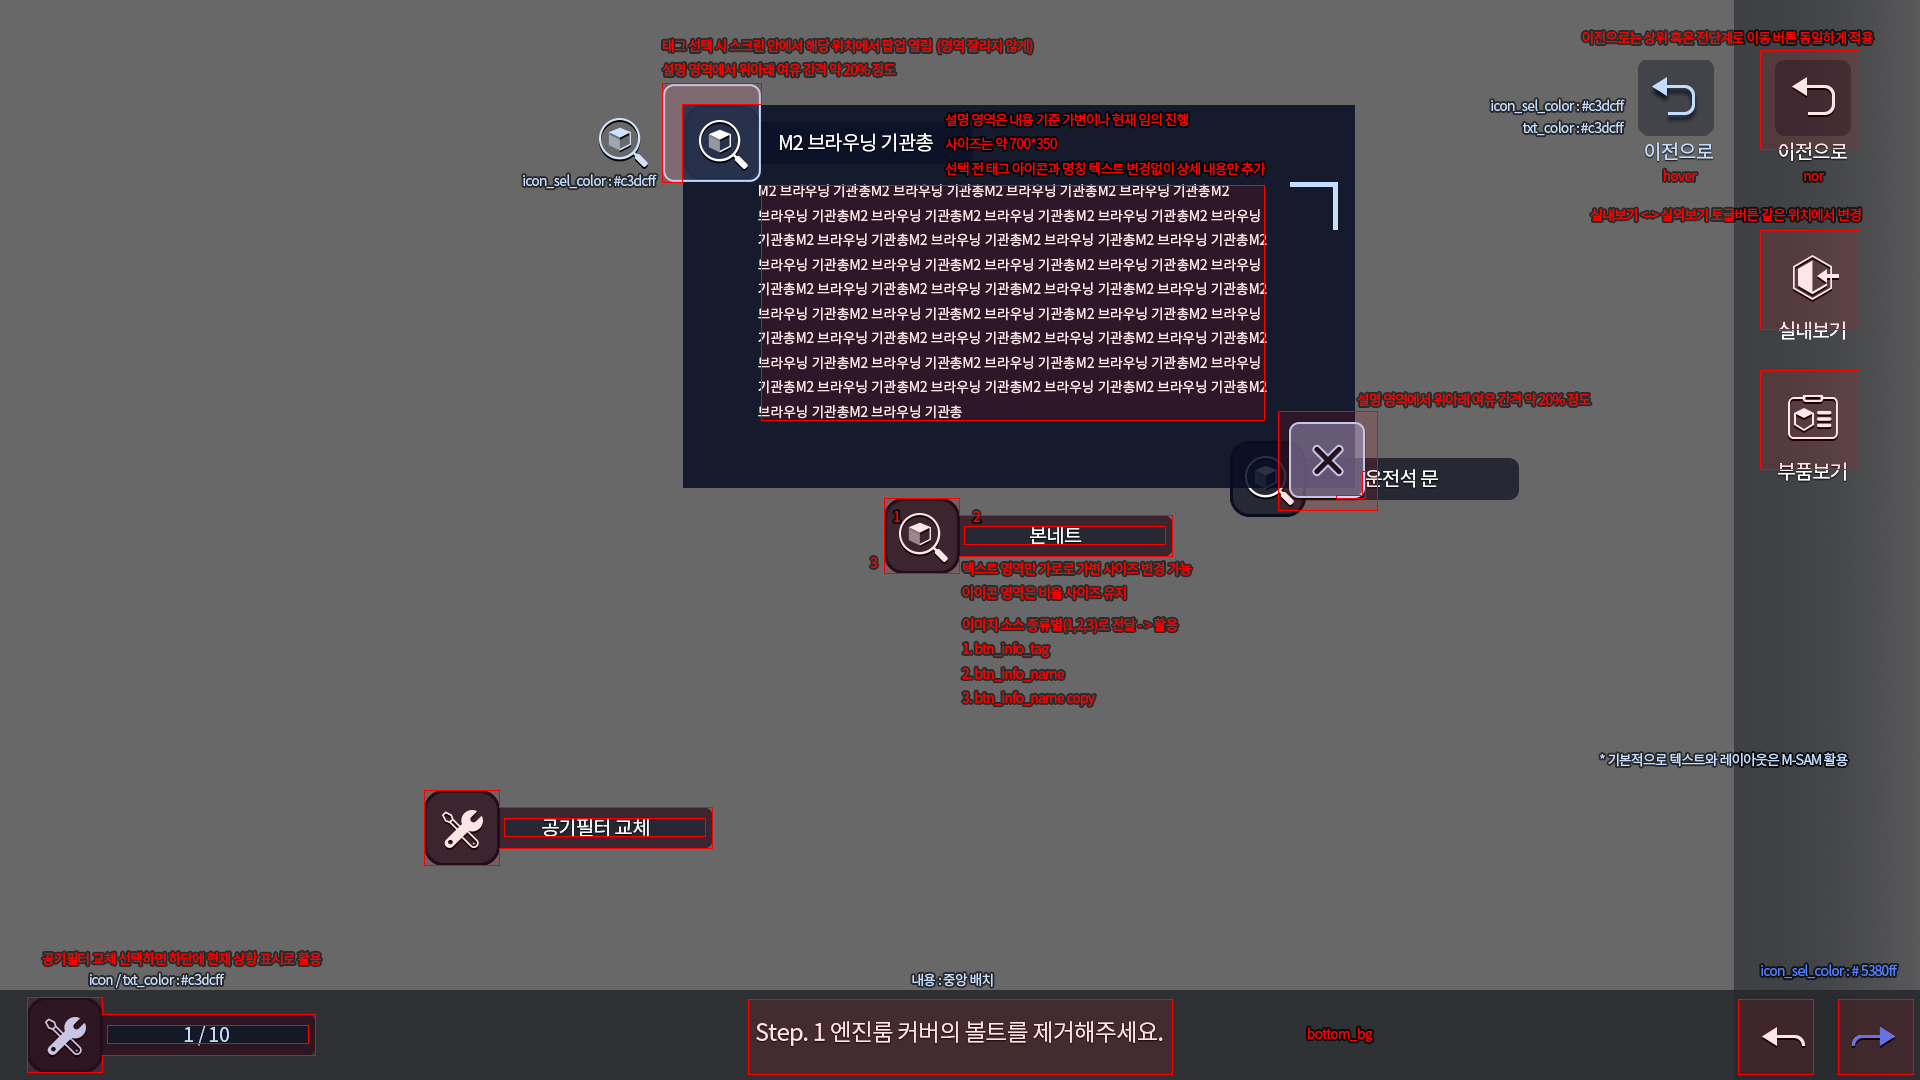 태그 선택 시 스크린 안에서 해당 위치에서 팝업 열림 (영역 잘리지 않게)
설명 영역에서 위아래 여유 간격 약 20% 정도
icon_sel_color : #c3dcff
M2 브라우닝 기관총
설명 영역은 내용 기준 가변이나 현재 임의 진행
사이즈는 약 700*350
선택 전 태그 아이콘과 명칭 텍스트 변경없이 상세 내용만 추가
M2 브라우닝 기관총M2 브라우닝 기관총M2 브라우닝 기관총M2 브라우닝 기관총M2
브라우닝 기관총M2 브라우닝 기관총M2 브라우닝 기관총M2 브라우닝 기관총M2 브라우닝
기관총M2 브라우닝 기관총M2 브라우닝 기관총M2 브라우닝 기관총M2 브라우닝 기관총M2
브라우닝 기관총M2 브라우닝 기관총M2 브라우닝 기관총M2 브라우닝 기관총M2 브라우닝
기관총M2 브라우닝 기관총M2 브라우닝 기관총M2 브라우닝 기관총M2 브라우닝 기관총M2
브라우닝 기관총M2 브라우닝 기관총M2 브라우닝 기관총M2 브라우닝 기관총M2 브라우닝
기관총M2 브라우닝 기관총M2 브라우닝 기관총M2 브라우닝 기관총M2 브라우닝 기관총M2
브라우닝 기관총M2 브라우닝 기관총M2 브라우닝 기관총M2 브라우닝 기관총M2 브라우닝
기관총M2 브라우닝 기관총M2 브라우닝 기관총M2 브라우닝 기관총M2 브라우닝 기관총M2
브라우닝 기관총M2 브라우닝 기관총
이전으로는 상위 혹은 전단계로 이동 버튼 동일하게 적용
icon_sel_color : #c3dcff
txt_color : #c3dcff
이전으로
hover
이전으로
nor
실내보기 <-> 실외보기 토글버튼 같은 위치에서 변경
실내보기
부품보기
설명 영역에서 위아래 여유 간격 약 20% 정도
운전석 문
1
2
3
본네트
텍스트 영역만 가로로 가변 사이즈 변경 가능
아이콘 영역은 비율 사이즈 유지
이미지 소스 종류별(1,2,3)로 전달 -> 활용
1. btn_info_tag
2. btn_info_name
3. btn_info_name copy
* 기본적으로 텍스트와 레이아웃은 M-SAM 활용
공기필터 교체
공기필터 교체 선택하면 하단에 현재 상황 표시로 활용
icon / txt_color : #c3dcff
1 / 10
내용 : 중앙 배치
Step. 1 엔진룸 커버의 볼트를 제거해주세요.
bottom_bg
icon_sel_color : # 5380ff